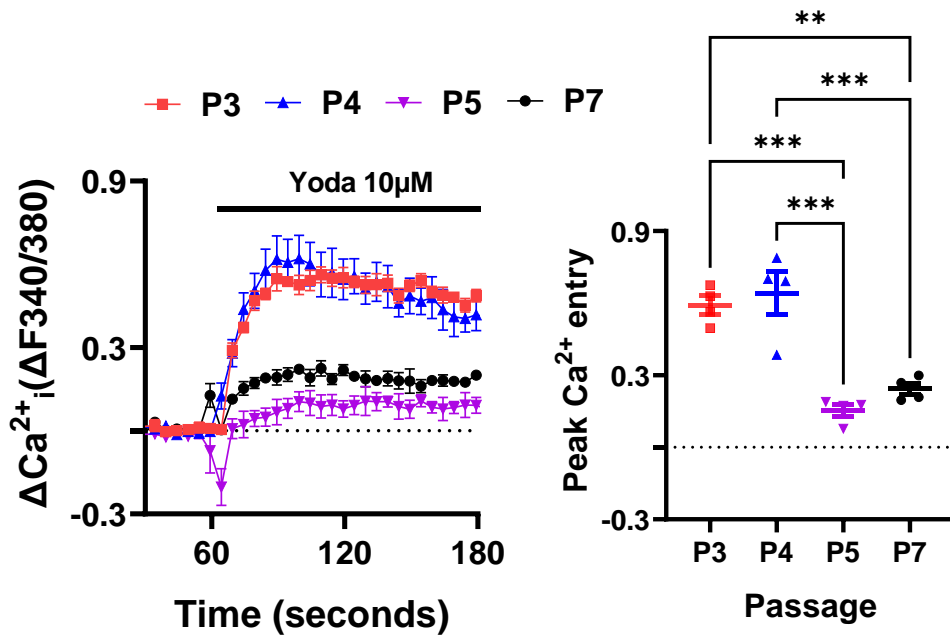 P3 P4 P5 P7
Yoda 10µM
ΔCa²⁺ᵢ(ΔF340/380)
0.9
0.3
-0.3
60 120 180
Time (seconds)
**
***
***
***
Peak Ca²⁺ entry
0.9
0.3
-0.3
P3 P4 P5 P7
Passage